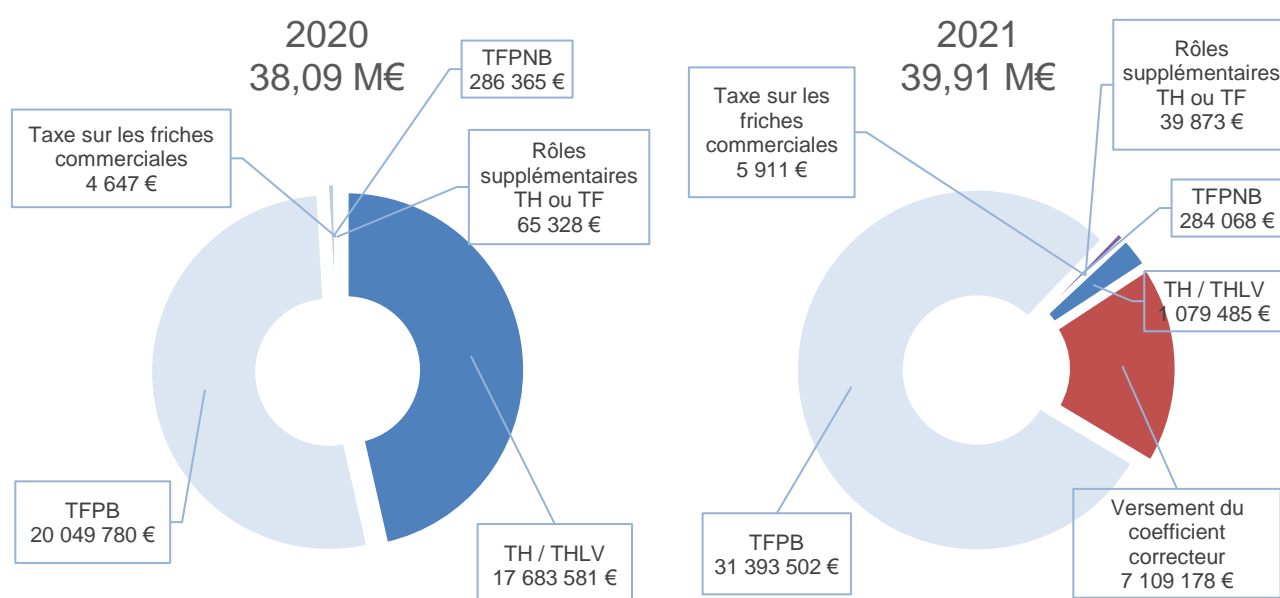 2020
38,09 M€
TFPNB
286 365 €
Taxe sur les friches
commerciales
4 647 €
Rôles
supplémentaires
TH ou TF
65 328 €
TFPB
20 049 780 €
TH / THLV
17 683 581 €
2021
39,91 M€
Rôles
supplémentaires
TH ou TF
39 873 €
Taxe sur les
friches
commerciales
5 911 €
TFPNB
284 068 €
TH / THLV
1 079 485 €
TFPB
31 393 502 €
Versement du
coefficient
correcteur
7 109 178 €